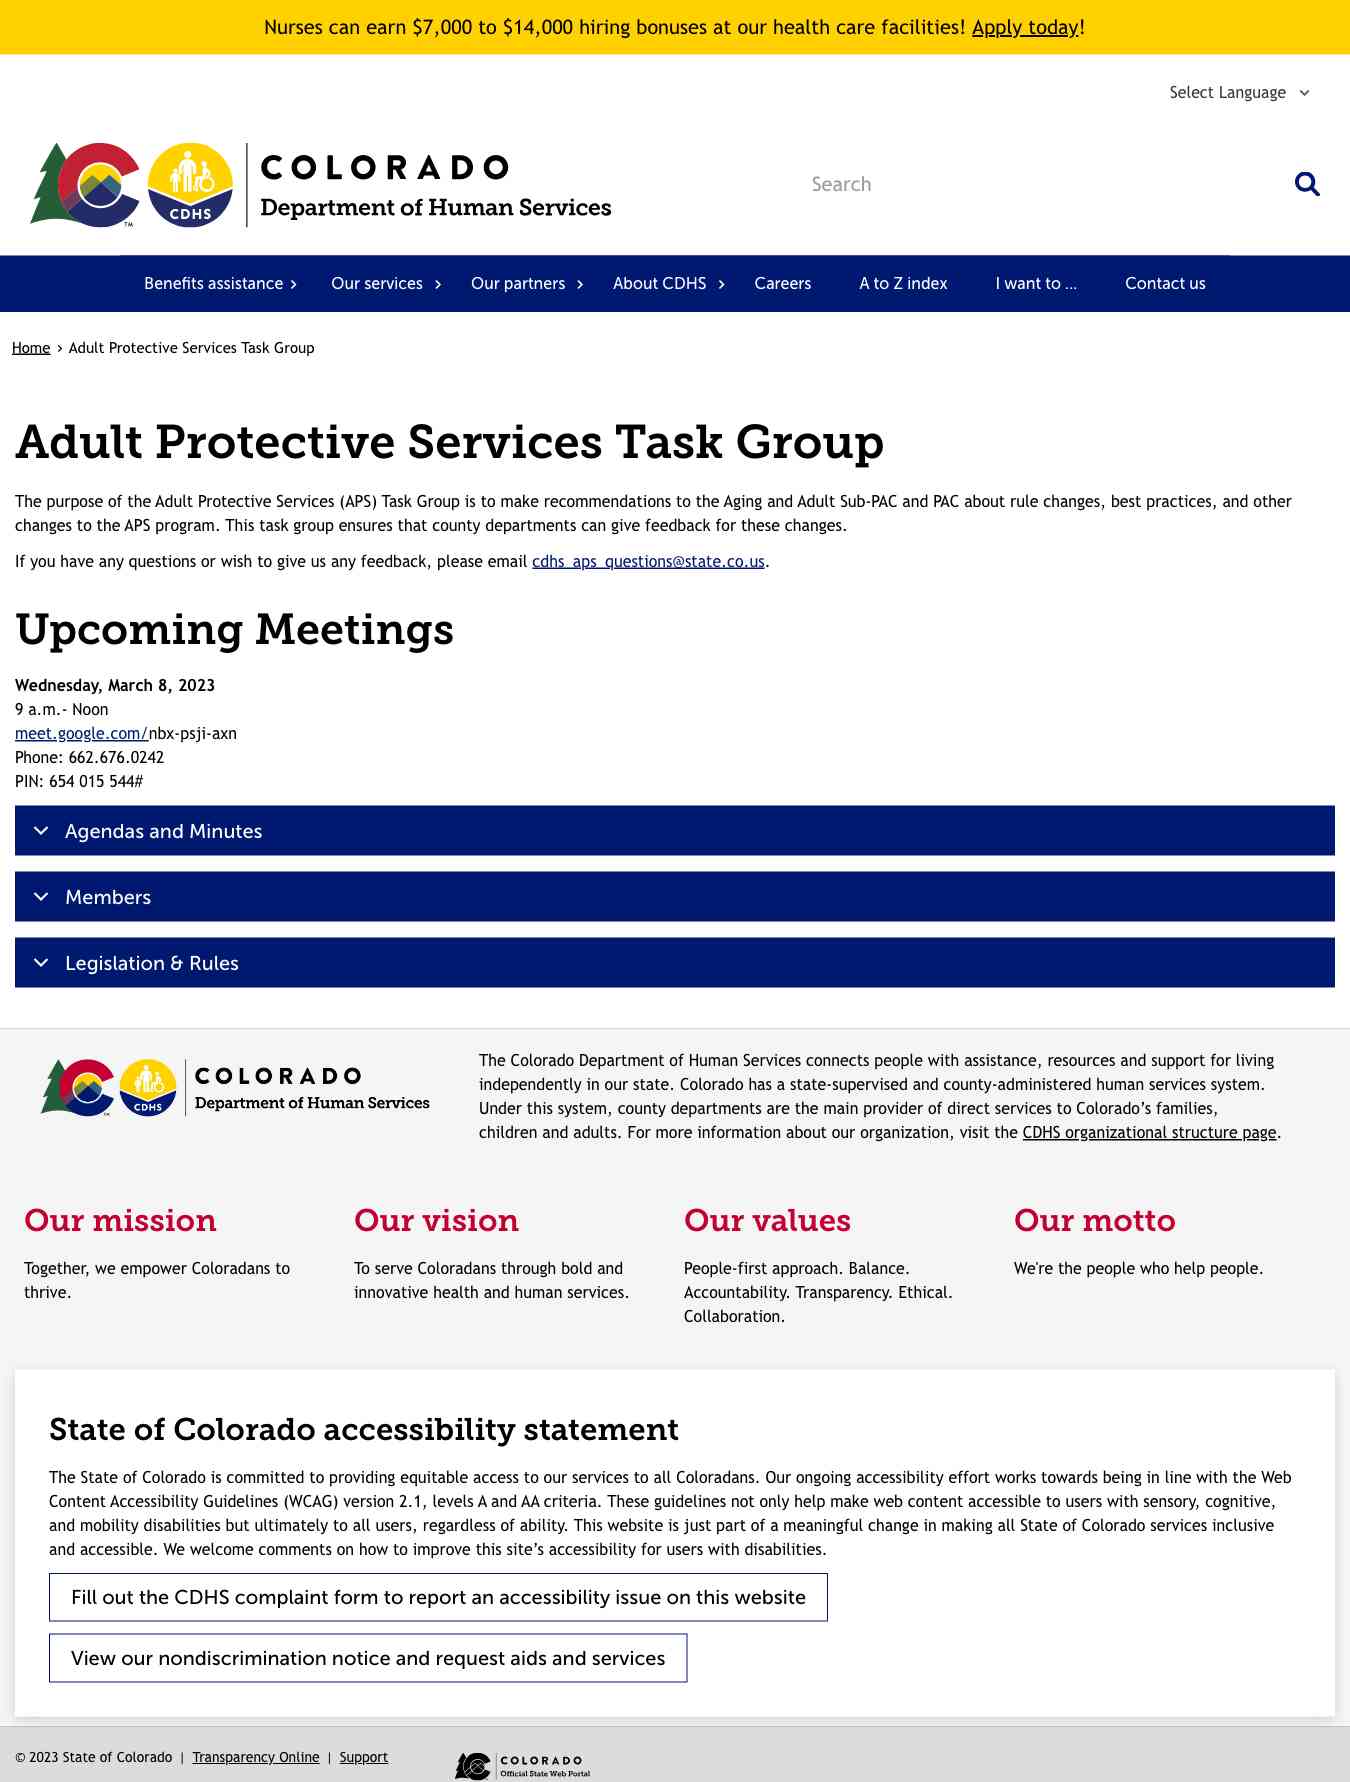 Nurses can earn $7,000 to $14,000 hiring bonuses at our health care facilities! Apply today!
Select Language
CDHS
TM
COLORADO
Department of Human Services
Search
Benefits assistance Our services Our partners About CDHS Careers A to Z index I want to ... Contact us
Home › Adult Protective Services Task Group
Adult Protective Services Task Group
The purpose of the Adult Protective Services (APS) Task Group is to make recommendations to the Aging and Adult Sub-PAC and PAC about rule changes, best practices, and other
changes to the APS program. This task group ensures that county departments can give feedback for these changes.
If you have any questions or wish to give us any feedback, please email cdhs_aps_questions@state.co.us.
Upcoming Meetings
Wednesday, March 8, 2023
9 a.m.- Noon
meet.google.com/nbx-psji-axn
Phone: 662.676.0242
PIN: 654 015 544#
Agendas and Minutes
Members
Legislation & Rules
CDHS
TM
COLORADO
Department of Human Services
The Colorado Department of Human Services connects people with assistance, resources and support for living
independently in our state. Colorado has a state-supervised and county-administered human services system.
Under this system, county departments are the main provider of direct services to Colorado’s families,
children and adults. For more information about our organization, visit the CDHS organizational structure page.
Our mission
Together, we empower Coloradans to
thrive.
Our vision
To serve Coloradans through bold and
innovative health and human services.
Our values
People-first approach. Balance.
Accountability. Transparency. Ethical.
Collaboration.
Our motto
We're the people who help people.
State of Colorado accessibility statement
The State of Colorado is committed to providing equitable access to our services to all Coloradans. Our ongoing accessibility effort works towards being in line with the Web
Content Accessibility Guidelines (WCAG) version 2.1, levels A and AA criteria. These guidelines not only help make web content accessible to users with sensory, cognitive,
and mobility disabilities but ultimately to all users, regardless of ability. This website is just part of a meaningful change in making all State of Colorado services inclusive
and accessible. We welcome comments on how to improve this site’s accessibility for users with disabilities.
Fill out the CDHS complaint form to report an accessibility issue on this website
View our nondiscrimination notice and request aids and services
© 2023 State of Colorado | Transparency Online | Support
COLORADO
Official State Web Portal